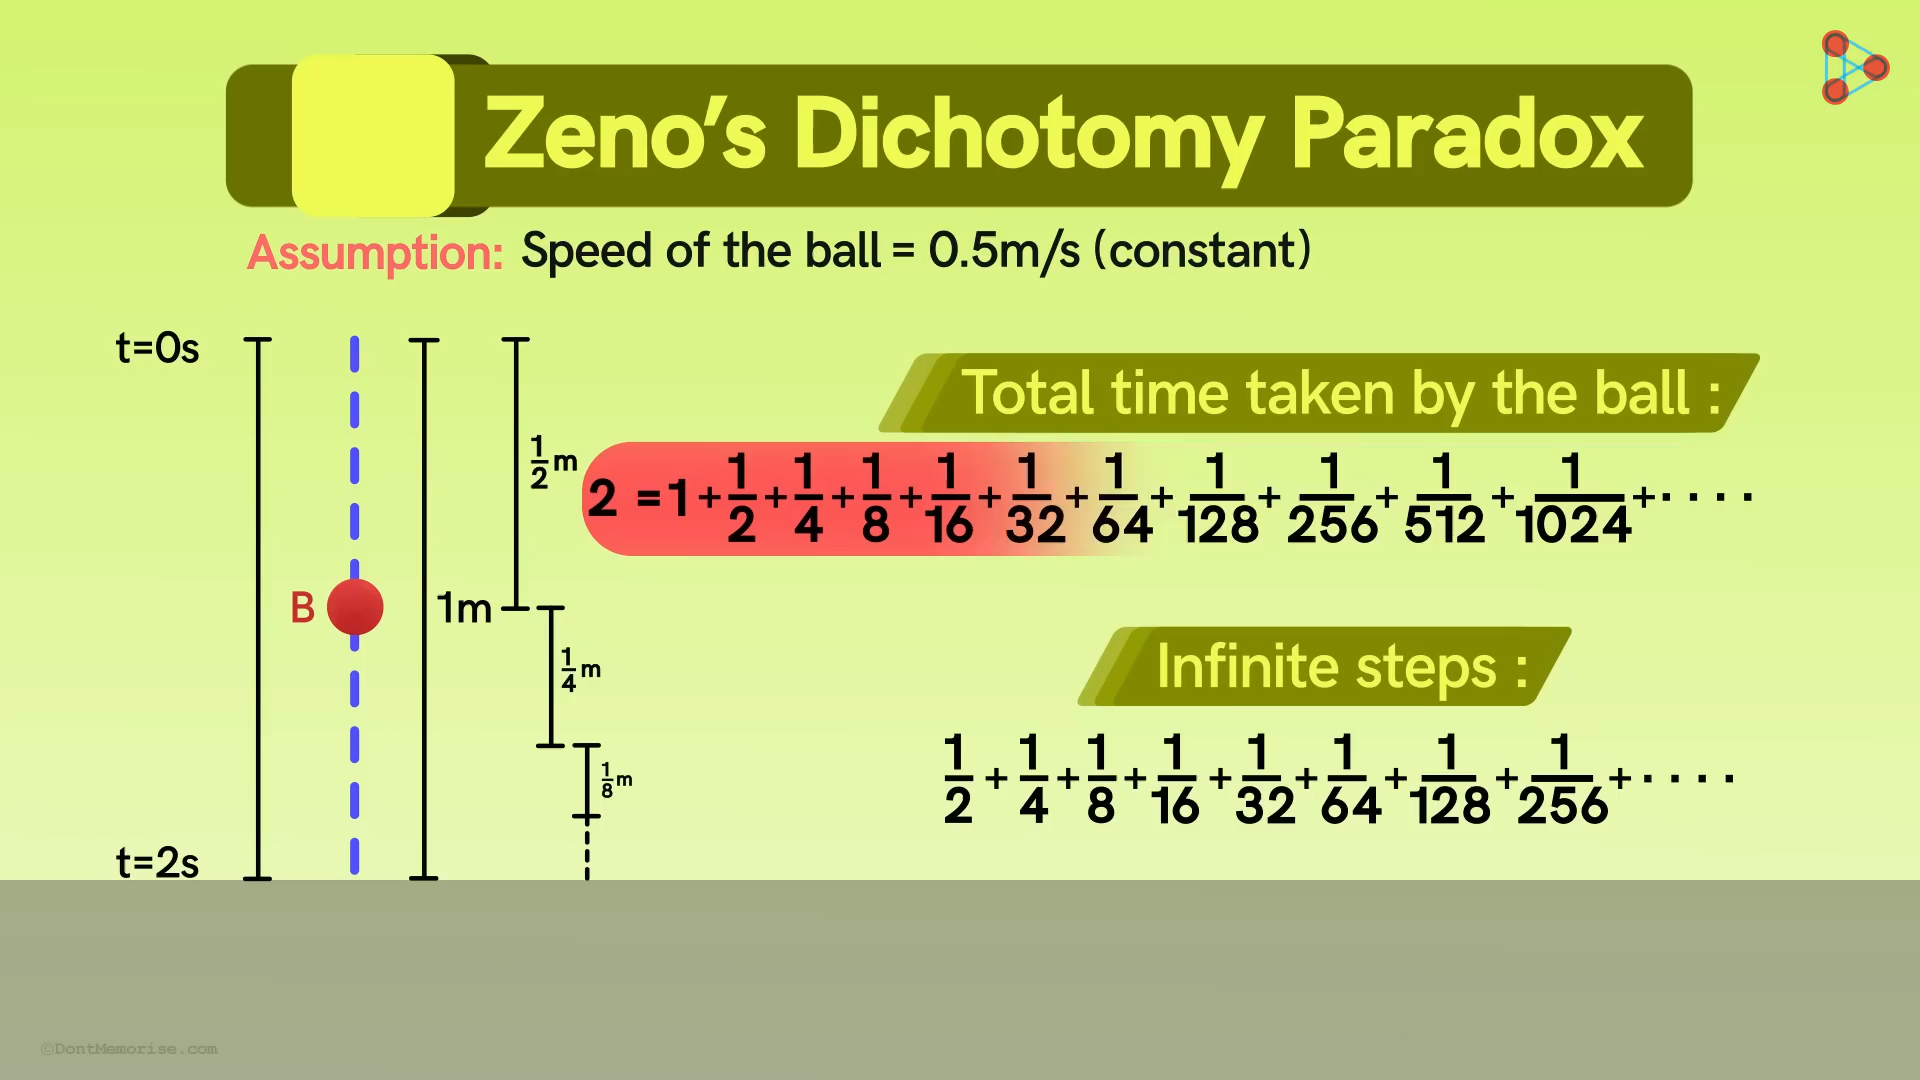 Zeno’s Dichotomy Paradox
Assumption: Speed of the ball = 0.5m/s (constant)
t=0s
Total time taken by the ball :
1/2 m
2 = 1 + 1/2 + 1/4 + 1/8 + 1/16 + 1/32 + 1/64 + 1/128 + 1/256 + 1/512 + 1/1024 + · · · ·
B
1m
1/4 m
Infinite steps :
1/8 m
1/2 + 1/4 + 1/8 + 1/16 + 1/32 + 1/64 + 1/128 + 1/256 + · · · ·
t=2s
©DontMemorise.com